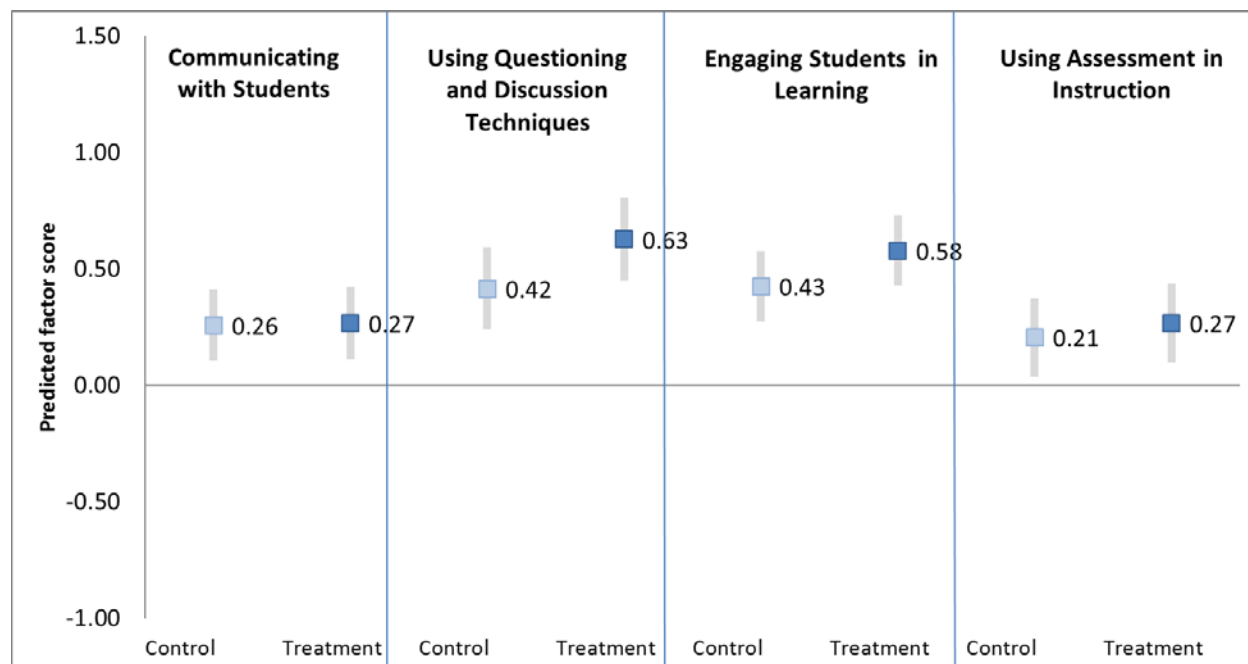 1.50
1.00
0.50
0.00
-0.50
-1.00
Predicted factor score
Communicating
with Students
Using Questioning
and Discussion
Techniques
Engaging Students in
Learning
Using Assessment in
Instruction
0.26
0.27
0.42
0.63
0.43
0.58
0.21
0.27
Control
Treatment
Control
Treatment
Control
Treatment
Control
Treatment